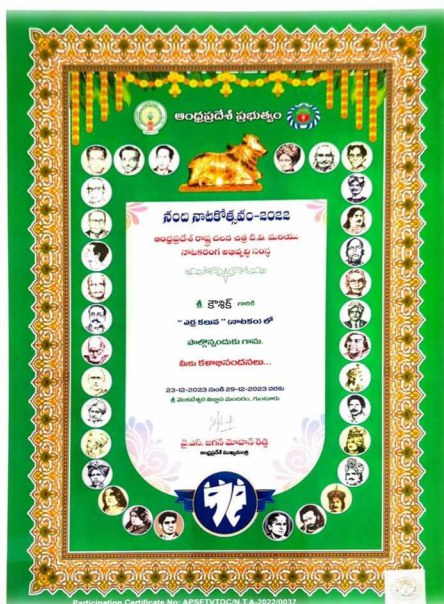 ఆంధ్రప్రదేశ్ ప్రభుత్వం
నంది నాటకోత్సవం-2022
ఆంధ్రప్రదేశ్ రాష్ట్ర చలన చిత్ర టి.వి. మరియు
నాటకరంగ అభివృద్ధి సంస్థ
శ్రీ కౌశిక్ గారికి
" ఎర్ర కలువ " (నాటకం) లో
పాల్గొన్నందుకు గాను.
మీకు కళాభినందనలు...
23-12-2023 నుండి 29-12-2023 వరకు
శ్రీ వెంకటేశ్వర విజ్ఞాన మందిరం, గుంటూరు
వై.ఎస్. జగన్ మోహన్ రెడ్డి
ఆంధ్రప్రదేశ్ ముఖ్యమంత్రి
Participation Certificate No: APSFTVTDC/N.T.A-2022/0037